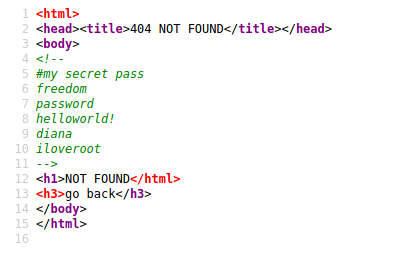 1 <html>
2 <head><title>404 NOT FOUND</title></head>
3 <body>
4 <!--
5 #my secret pass
6 freedom
7 password
8 helloworld!
9 diana
10 iloveroot
11 -->
12 <h1>NOT FOUND</html>
13 <h3>go back</h3>
14 </body>
15 </html>
16